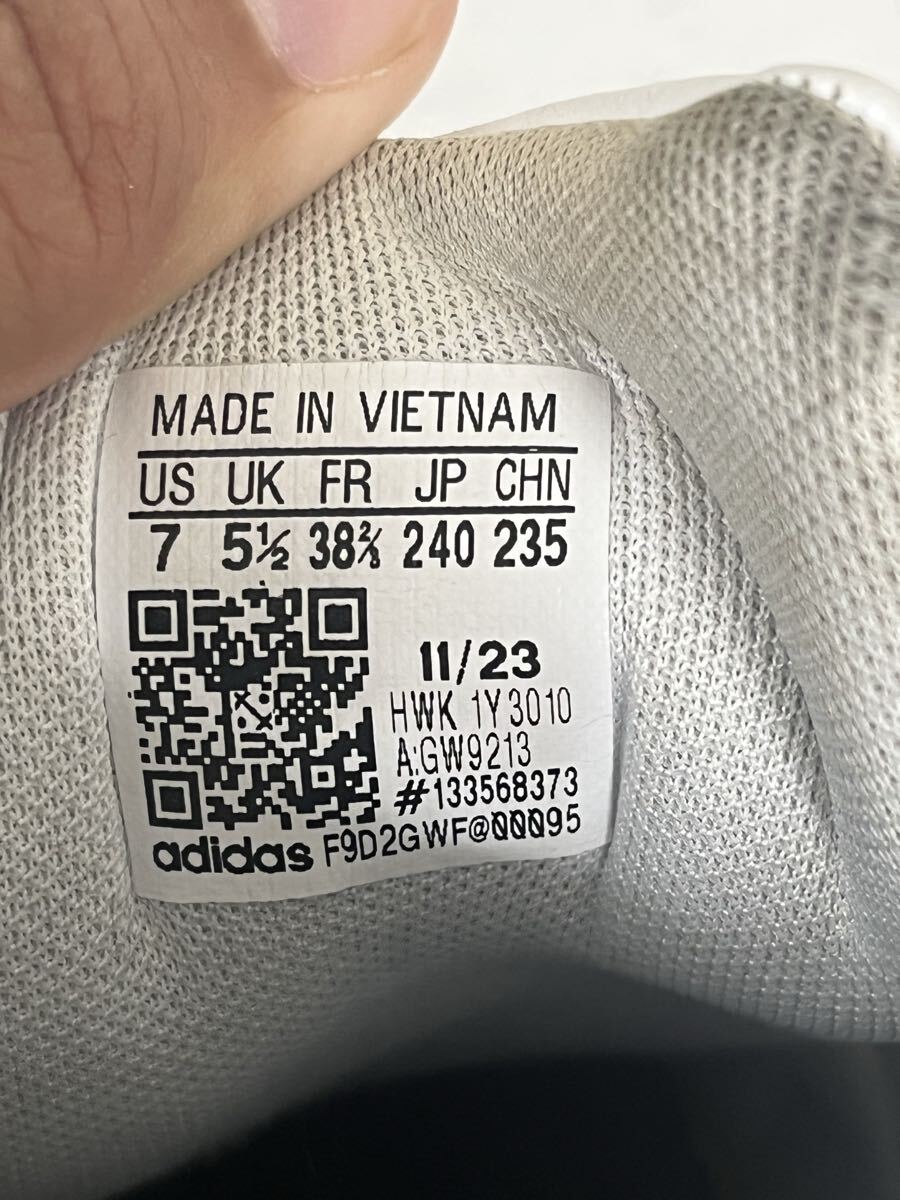 MADE IN VIETNAM
US UK FR JP CHN
7 5½ 38⅔ 240 235
11/23
HWK 1Y3010
A:GW9213
#133568373
adidas F9D2GWF@00095